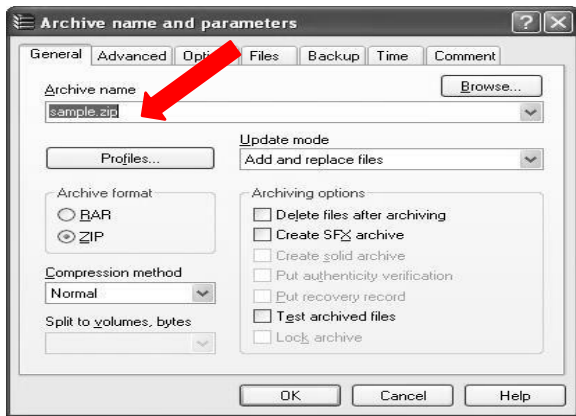 Archive name and parameters
General Advanced Opti Files Backup Time Comment
Archive name
Browse...
sample.zip
Update mode
Profiles...
Add and replace files
Archive format
RAR
ZIP
Compression method
Normal
Split to volumes, bytes
Archiving options
Delete files after archiving
Create SFX archive
Create solid archive
Put authenticity verification
Put recovery record
Test archived files
Lock archive
OK Cancel Help